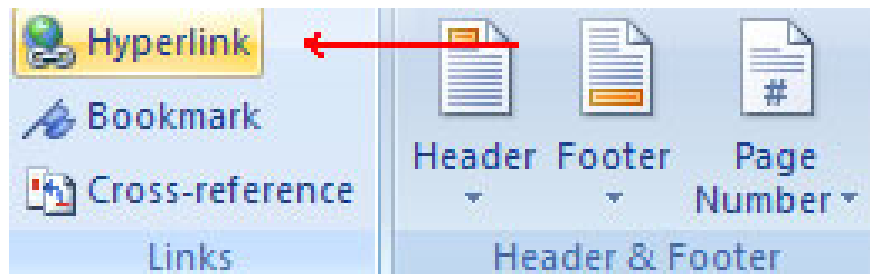 Hyperlink
Bookmark
Cross-reference
Links
Header
Footer
#
Page
Number
Header & Footer